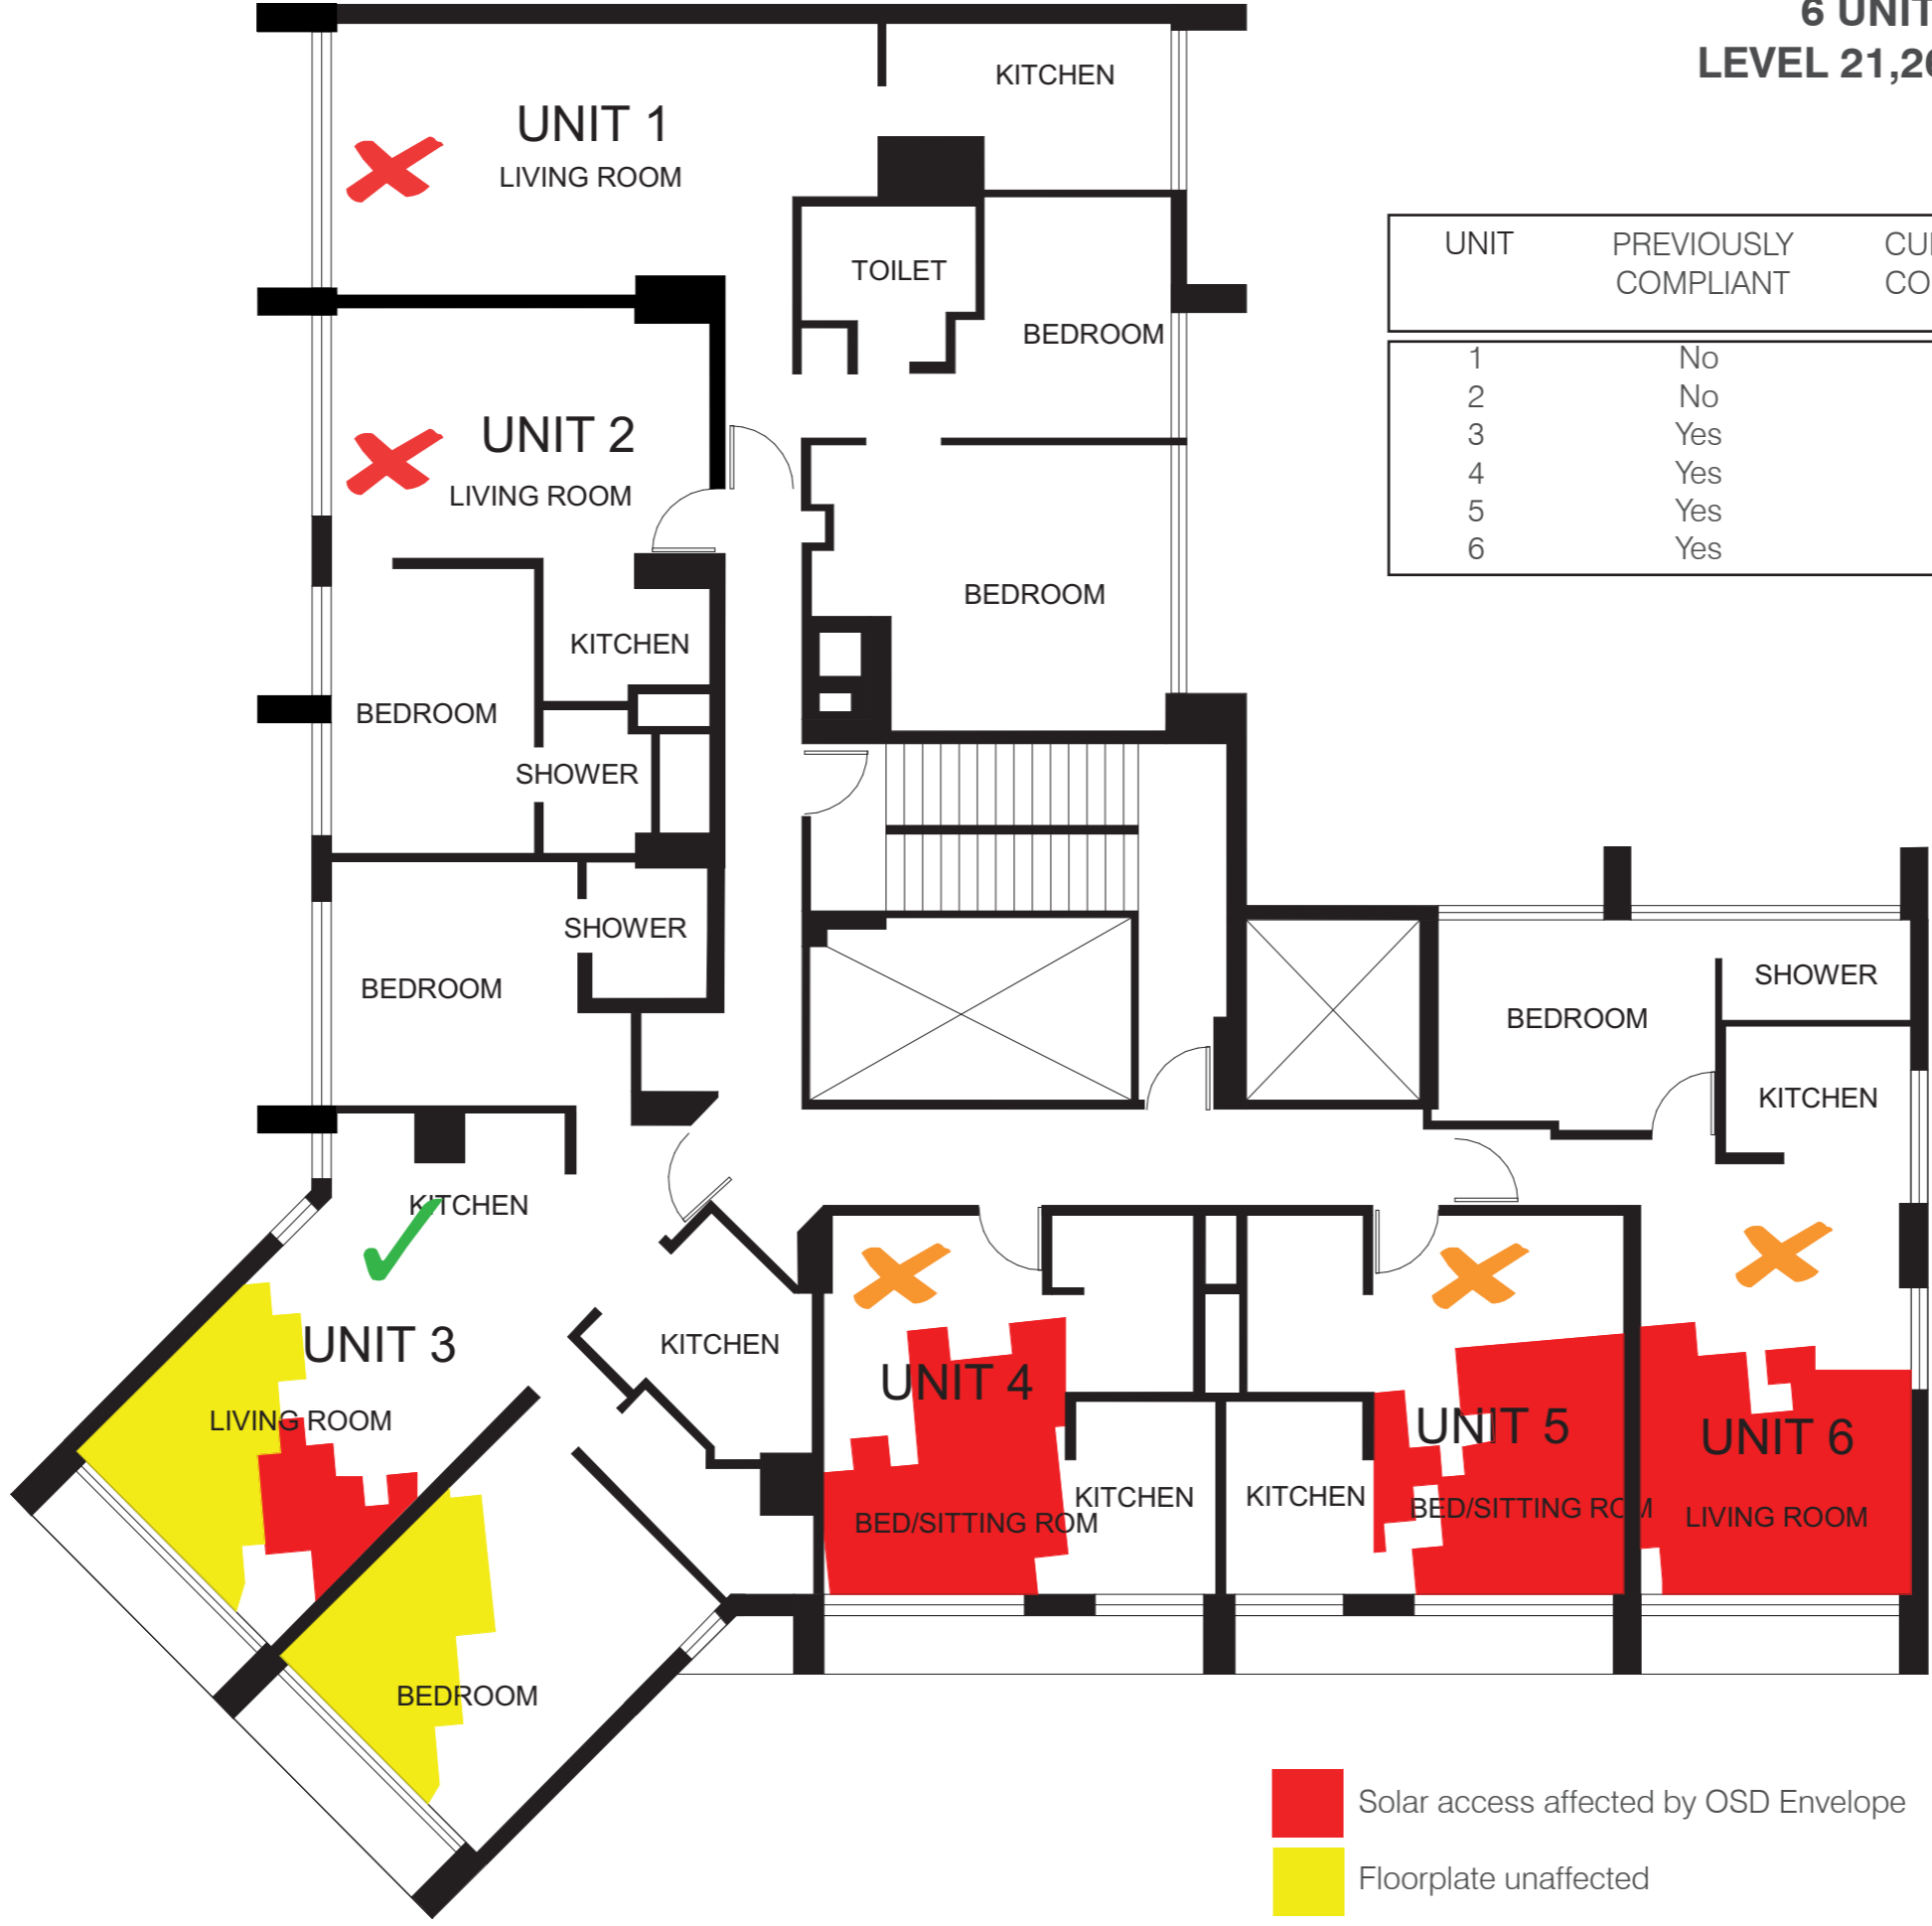 6 UNIT
LEVEL 21,2
KITCHEN
UNIT 1
LIVING ROOM
UNIT PREVIOUSLY
COMPLIANT CO
TOILET
BEDROOM
1 No
2 No
3 Yes
4 Yes
5 Yes
6 Yes
UNIT 2
LIVING ROOM
BEDROOM
KITCHEN
BEDROOM
SHOWER
SHOWER
BEDROOM
SHOWER
BEDROOM
KITCHEN
KITCHEN
UNIT 3
KITCHEN
LIVING ROOM
UNIT 4
UNIT 5
UNIT 6
KITCHEN
KITCHEN
BED/SITTING ROM
BED/SITTING ROM
LIVING ROOM
BEDROOM
Solar access affected by OSD Envelope
Floorplate unaffected